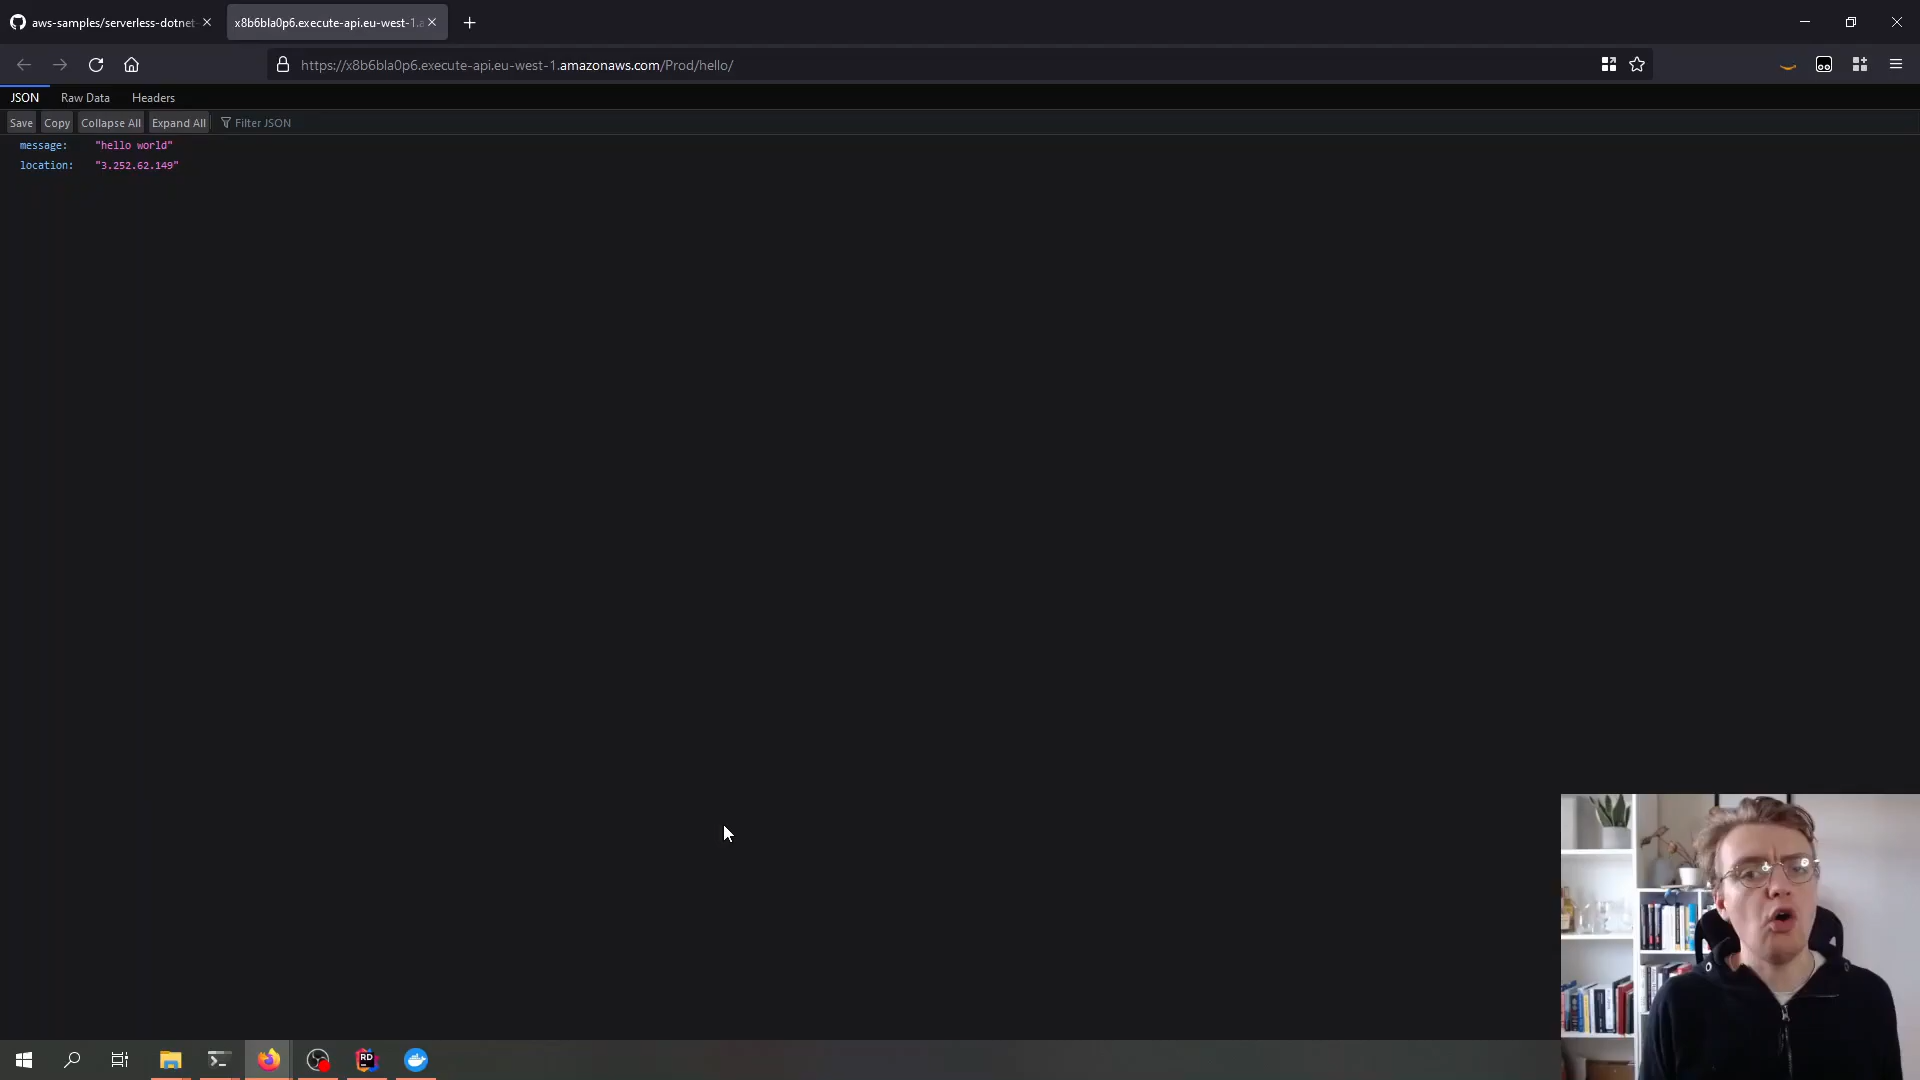 aws-samples/serverless-dotnet-
x8b6bla0p6.execute-api.eu-west-1.a
https://x8b6bla0p6.execute-api.eu-west-1.amazonaws.com/Prod/hello/
JSON Raw Data Headers
Save Copy Collapse All Expand All Filter JSON
message: "hello world"
location: "3.252.62.149"
RD